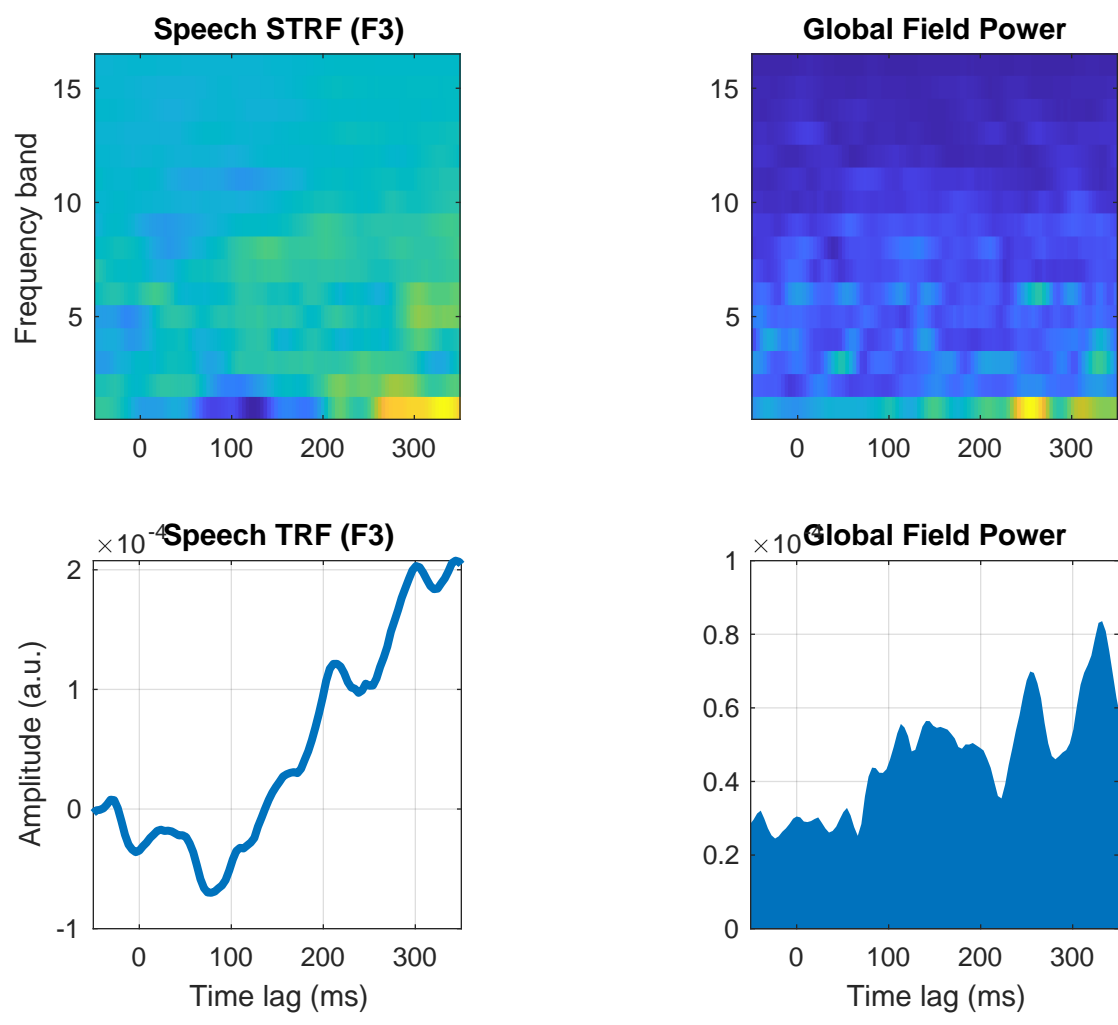 Speech STRF (F3)
Frequency band
15
10
5
0 100 200 300
Global Field Power
15
10
5
0 100 200 300
Speech TRF (F3)
×10⁻⁴
Amplitude (a.u.)
2
1
0
-1
0 100 200 300
Time lag (ms)
Global Field Power
×10⁻⁴
1
0.8
0.6
0.4
0.2
0
0 100 200 300
Time lag (ms)